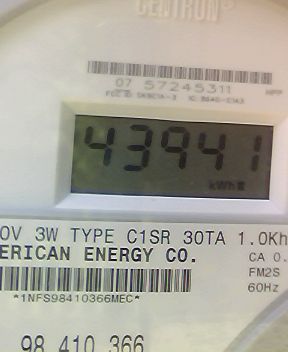 CENTRON®
07 57245311
43941
kWh
0V 3W TYPE C1SR 30TA 1.0Kh
ERICAN ENERGY CO.
CA 0.
FM2S
60Hz
*1NFS98410366MEC*
98 410 366